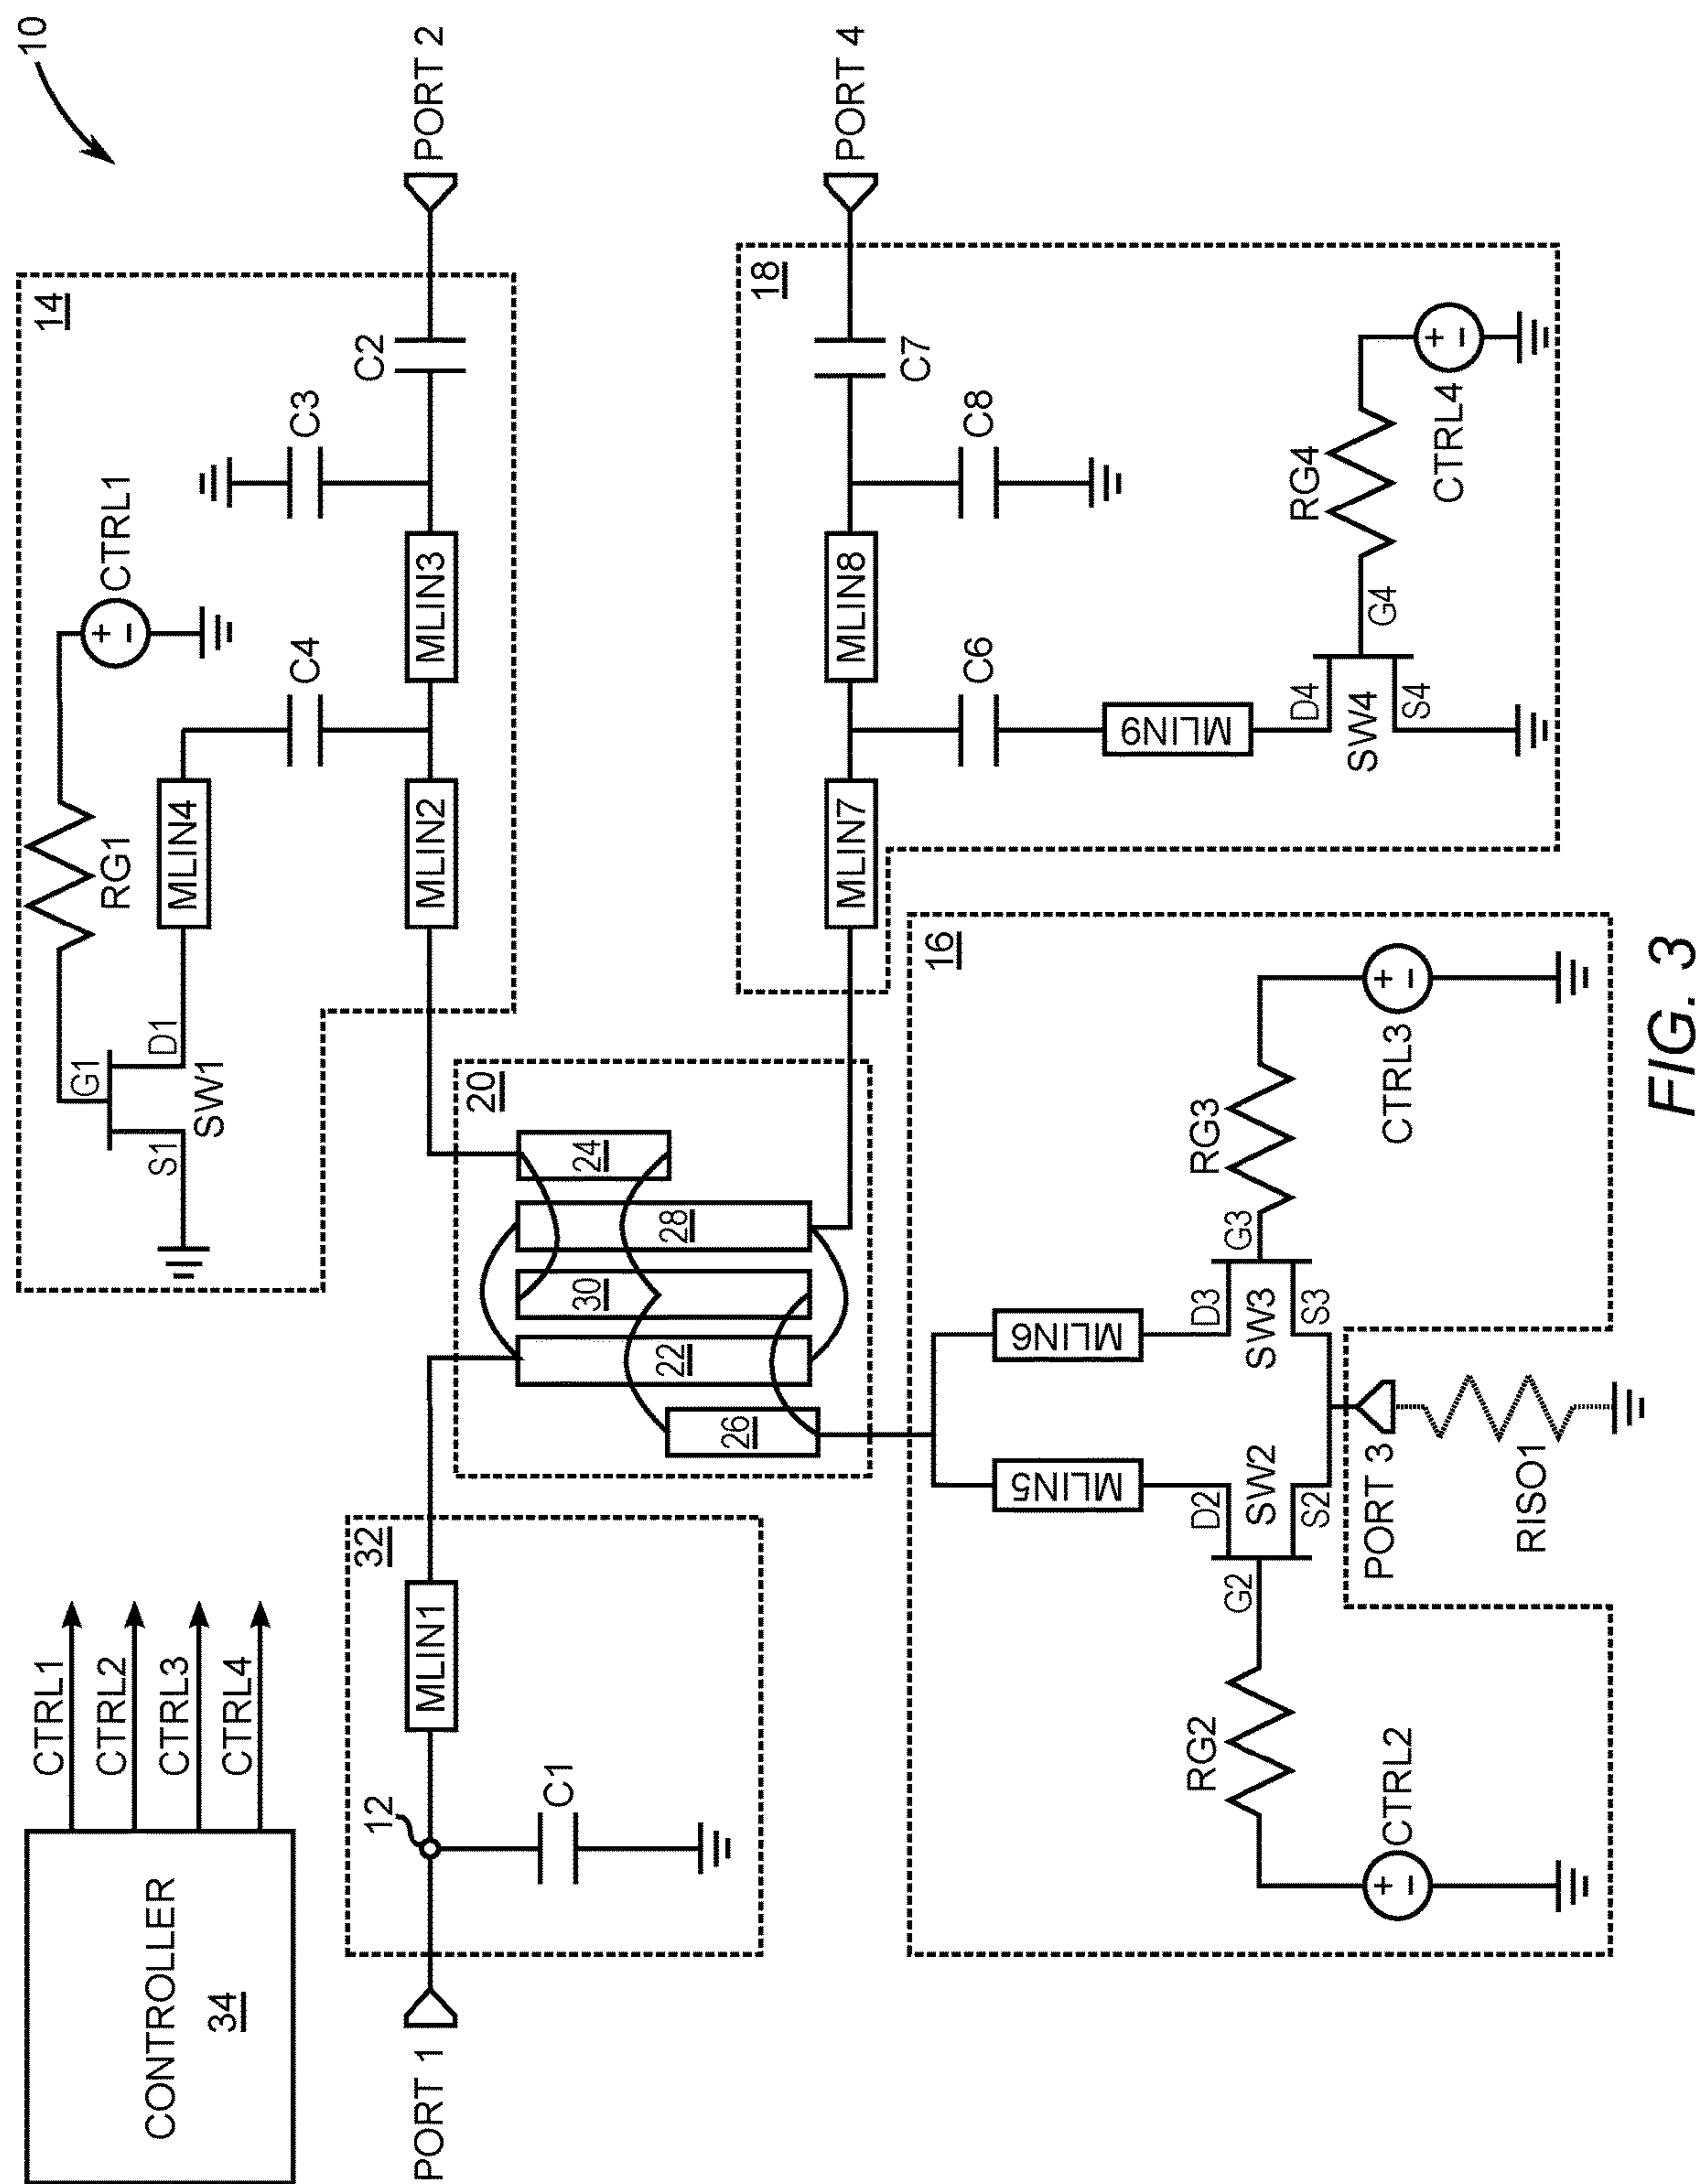 10
CONTROLLER
34
CTRL1
CTRL2
CTRL3
CTRL4
14
RG1
CTRL1
G1
D1
S1
SW1
MLIN4
C4
C3
C2
MLIN2
MLIN3
PORT 2
32
PORT 1
12
MLIN1
C1
20
24
28
30
22
26
18
PORT 4
MLIN7
MLIN8
C7
C6
C8
MLIN9
D4
SW4
S4
G4
RG4
CTRL4
16
MLIN5
MLIN6
D2
SW2
S2
G2
RG2
CTRL2
D3
SW3
S3
G3
RG3
CTRL3
PORT 3
RISO1
FIG. 3